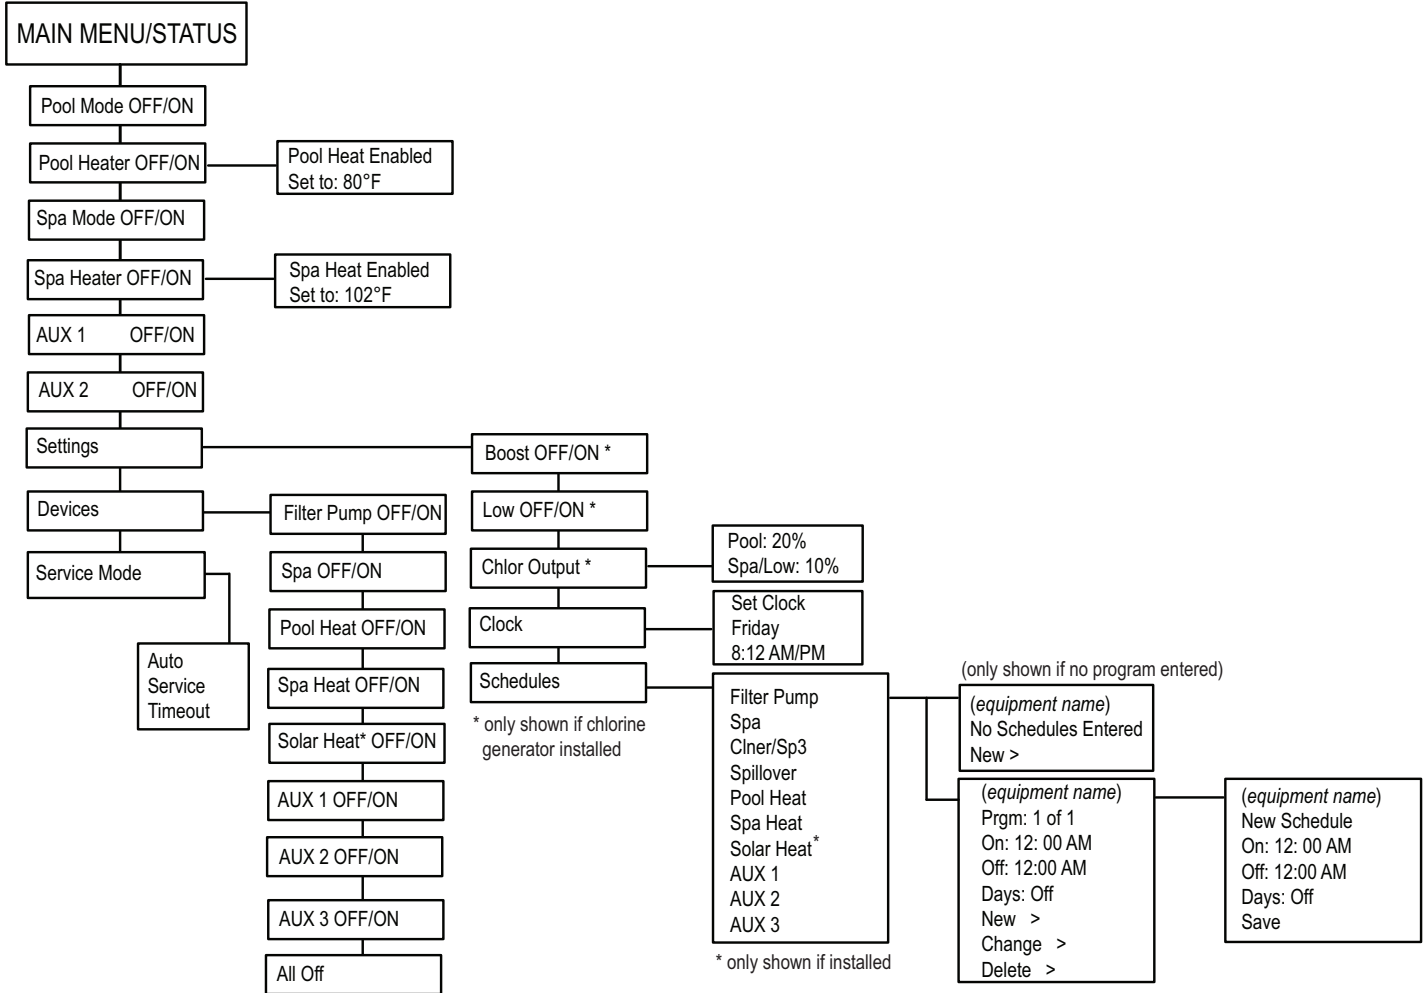 MAIN MENU/STATUS
Pool Mode OFF/ON
Pool Heater OFF/ON
Pool Heat Enabled
Set to: 80°F
Spa Mode OFF/ON
Spa Heater OFF/ON
Spa Heat Enabled
Set to: 102°F
AUX 1 OFF/ON
AUX 2 OFF/ON
Settings
Devices
Service Mode
Auto
Service
Timeout
Filter Pump OFF/ON
Spa OFF/ON
Pool Heat OFF/ON
Spa Heat OFF/ON
Solar Heat* OFF/ON
AUX 1 OFF/ON
AUX 2 OFF/ON
AUX 3 OFF/ON
All Off
Boost OFF/ON *
Low OFF/ON *
Chlor Output *
Clock
Schedules
* only shown if chlorine
generator installed
Pool: 20%
Spa/Low: 10%
Set Clock
Friday
8:12 AM/PM
Filter Pump
Spa
Clner/Sp3
Spillover
Pool Heat
Spa Heat
Solar Heat*
AUX 1
AUX 2
AUX 3
* only shown if installed
(only shown if no program entered)
(equipment name)
No Schedules Entered
New >
(equipment name)
Prgm: 1 of 1
On: 12: 00 AM
Off: 12:00 AM
Days: Off
New >
Change >
Delete >
(equipment name)
New Schedule
On: 12: 00 AM
Off: 12:00 AM
Days: Off
Save